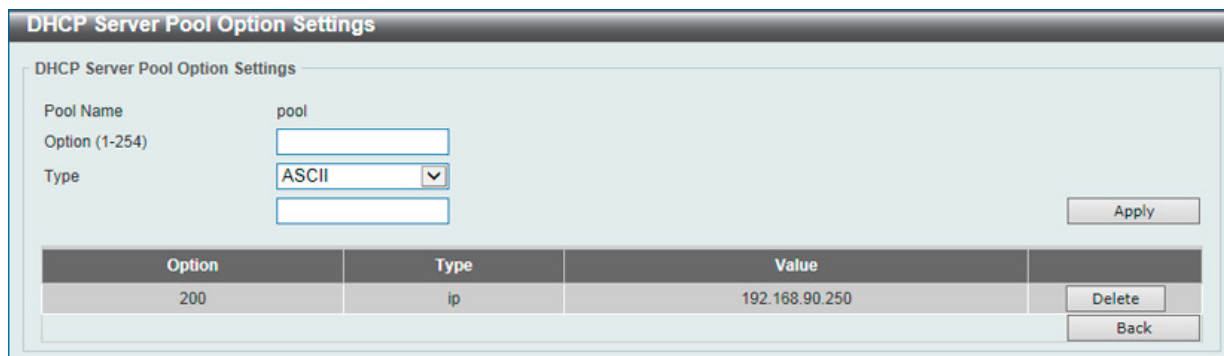 DHCP Server Pool Option Settings
DHCP Server Pool Option Settings
Pool Name pool
Option (1-254)
Type ASCII
Apply
Option Type Value
200 ip 192.168.90.250 Delete
Back